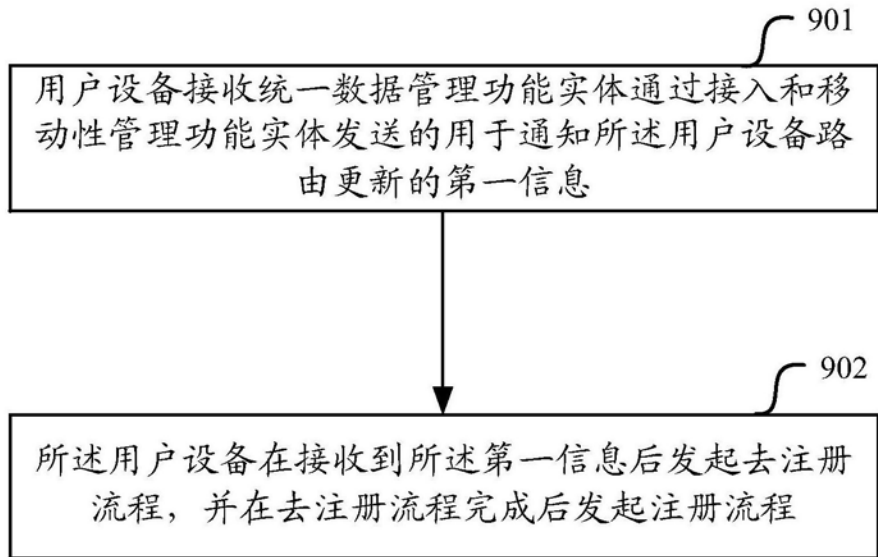 901
用户设备接收统一数据管理功能实体通过接入和移
动性管理功能实体发送的用于通知所述用户设备路
由更新的第一信息
902
所述用户设备在接收到所述第一信息后发起去注册
流程，并在去注册流程完成后发起注册流程